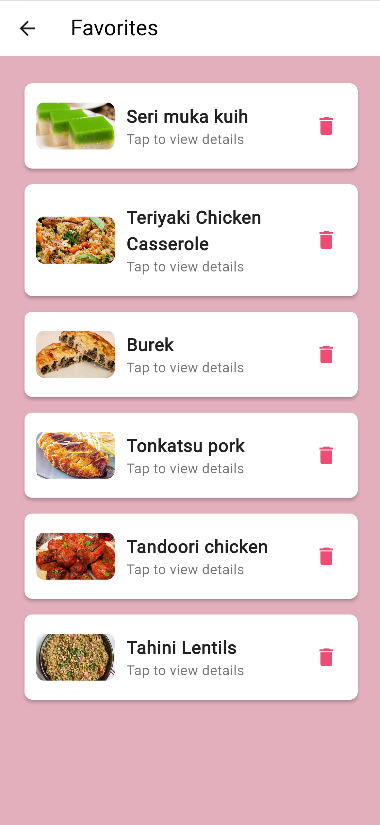 Favorites
Seri muka kuih
Tap to view details
Teriyaki Chicken
Casserole
Tap to view details
Burek
Tap to view details
Tonkatsu pork
Tap to view details
Tandoori chicken
Tap to view details
Tahini Lentils
Tap to view details